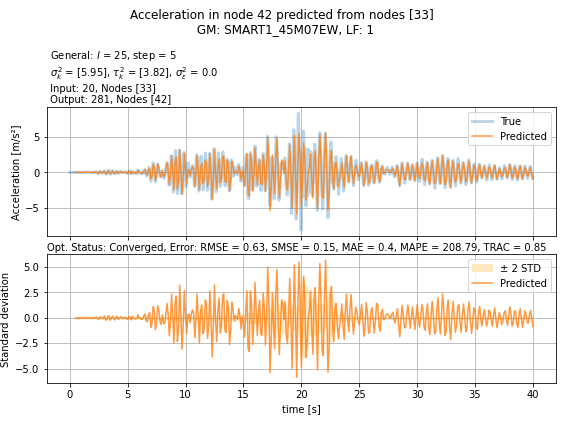 Acceleration in node 42 predicted from nodes [33]
GM: SMART1_45M07EW, LF: 1
General: l = 25, step = 5
σ²ₖ = [5.95], τ²ₖ = [3.82], σ²ε = 0.0
Input: 20, Nodes [33]
Output: 281, Nodes [42]
True
Predicted
Acceleration [m/s²]
5
0
−5
Opt. Status: Converged, Error: RMSE = 0.63, SMSE = 0.15, MAE = 0.4, MAPE = 208.79, TRAC = 0.85
± 2 STD
Predicted
Standard deviation
5.0
2.5
0.0
−2.5
−5.0
0 5 10 15 20 25 30 35 40
time [s]